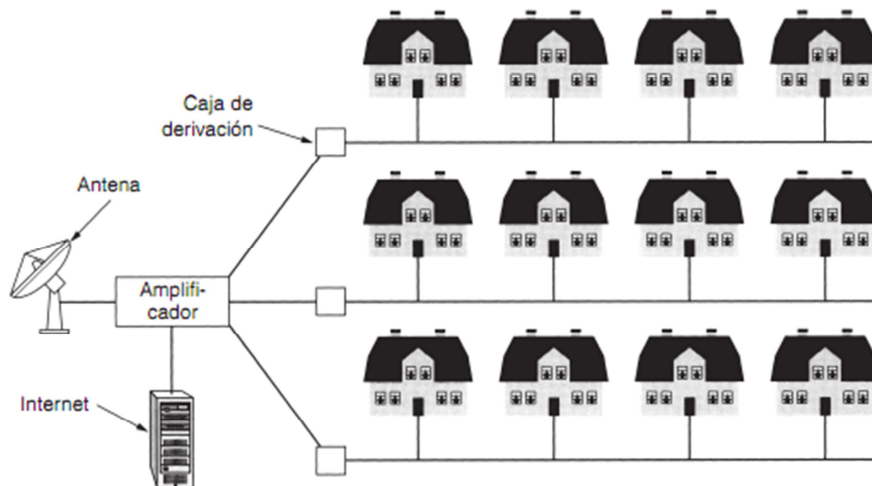 Caja de
derivación
Antena
Amplifi-
cador
Internet